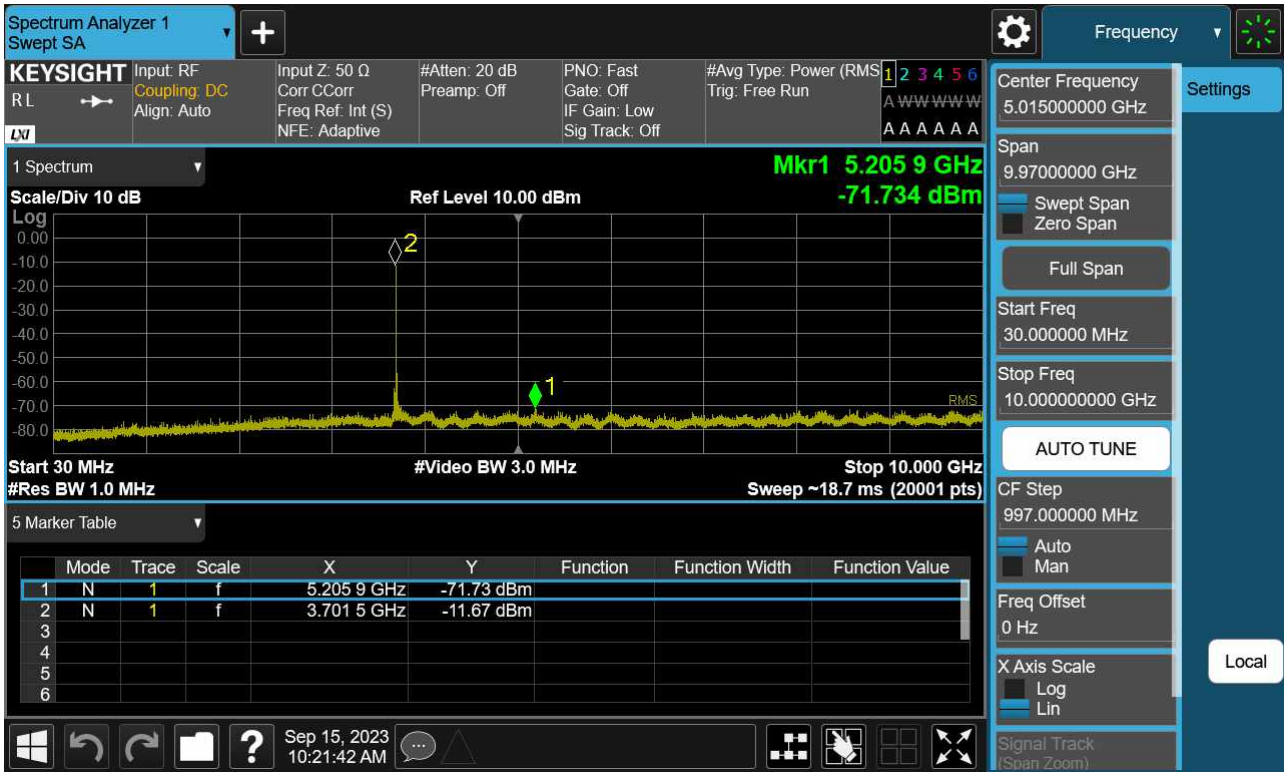 Spectrum Analyzer 1
Swept SA
Frequency
KEYSIGHT
R L
LXI
Input: RF
Coupling: DC
Align: Auto
Input Z: 50 Ω
Corr CCorr
Freq Ref: Int (S)
NFE: Adaptive
#Atten: 20 dB
Preamp: Off
PNO: Fast
Gate: Off
IF Gain: Low
Sig Track: Off
#Avg Type: Power (RMS
Trig: Free Run
1 2 3 4 5 6
A W W W W W
A A A A A A
1 Spectrum
Mkr1 5.205 9 GHz
Scale/Div 10 dB
Ref Level 10.00 dBm
-71.734 dBm
Log
0.00
-10.0
-20.0
-30.0
-40.0
-50.0
-60.0
-70.0
-80.0
2
1
RMS
Start 30 MHz
#Video BW 3.0 MHz
Stop 10.000 GHz
#Res BW 1.0 MHz
Sweep ~18.7 ms (20001 pts)
5 Marker Table
Mode Trace Scale X Y Function Function Width Function Value
1 N 1 f 5.205 9 GHz -71.73 dBm
2 N 1 f 3.701 5 GHz -11.67 dBm
3
4
5
6
Sep 15, 2023
10:21:42 AM
Center Frequency
5.015000000 GHz
Span
9.97000000 GHz
Swept Span
Zero Span
Full Span
Start Freq
30.000000 MHz
Stop Freq
10.000000000 GHz
AUTO TUNE
CF Step
997.000000 MHz
Auto
Man
Freq Offset
0 Hz
X Axis Scale
Log
Lin
Signal Track
(Span Zoom)
Settings
Local